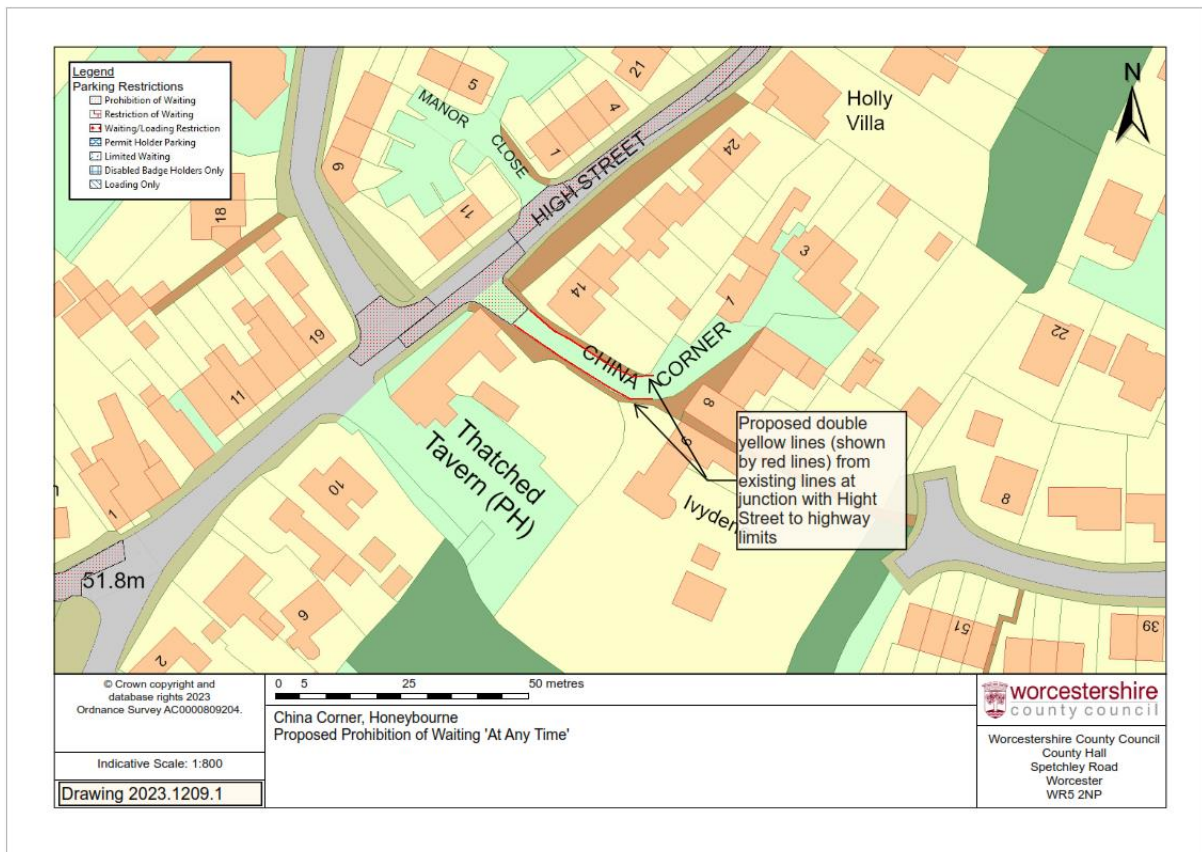 Legend
Parking Restrictions
Prohibition of Waiting
Restriction of Waiting
Waiting/Loading Restriction
Permit Holder Parking
Limited Waiting
Disabled Badge Holders Only
Loading Only
N
Holly
Villa
MANOR
CLOSE
HIGH STREET
5
21
4
1
6
11
18
24
14
3
1
22
19
11
CHINA
CORNER
8
6
Thatched
Tavern (PH)
10
1
51.8m
6
2
8
51
39
Proposed double
yellow lines (shown
by red lines) from
existing lines at
junction with Hight
Street to highway
limits
© Crown copyright and
database rights 2023
Ordnance Survey AC0000809204.
Indicative Scale: 1:800
Drawing 2023.1209.1
0 5 25 50 metres
China Corner, Honeybourne
Proposed Prohibition of Waiting 'At Any Time'
worcestershire
county council
Worcestershire County Council
County Hall
Spetchley Road
Worcester
WR5 2NP